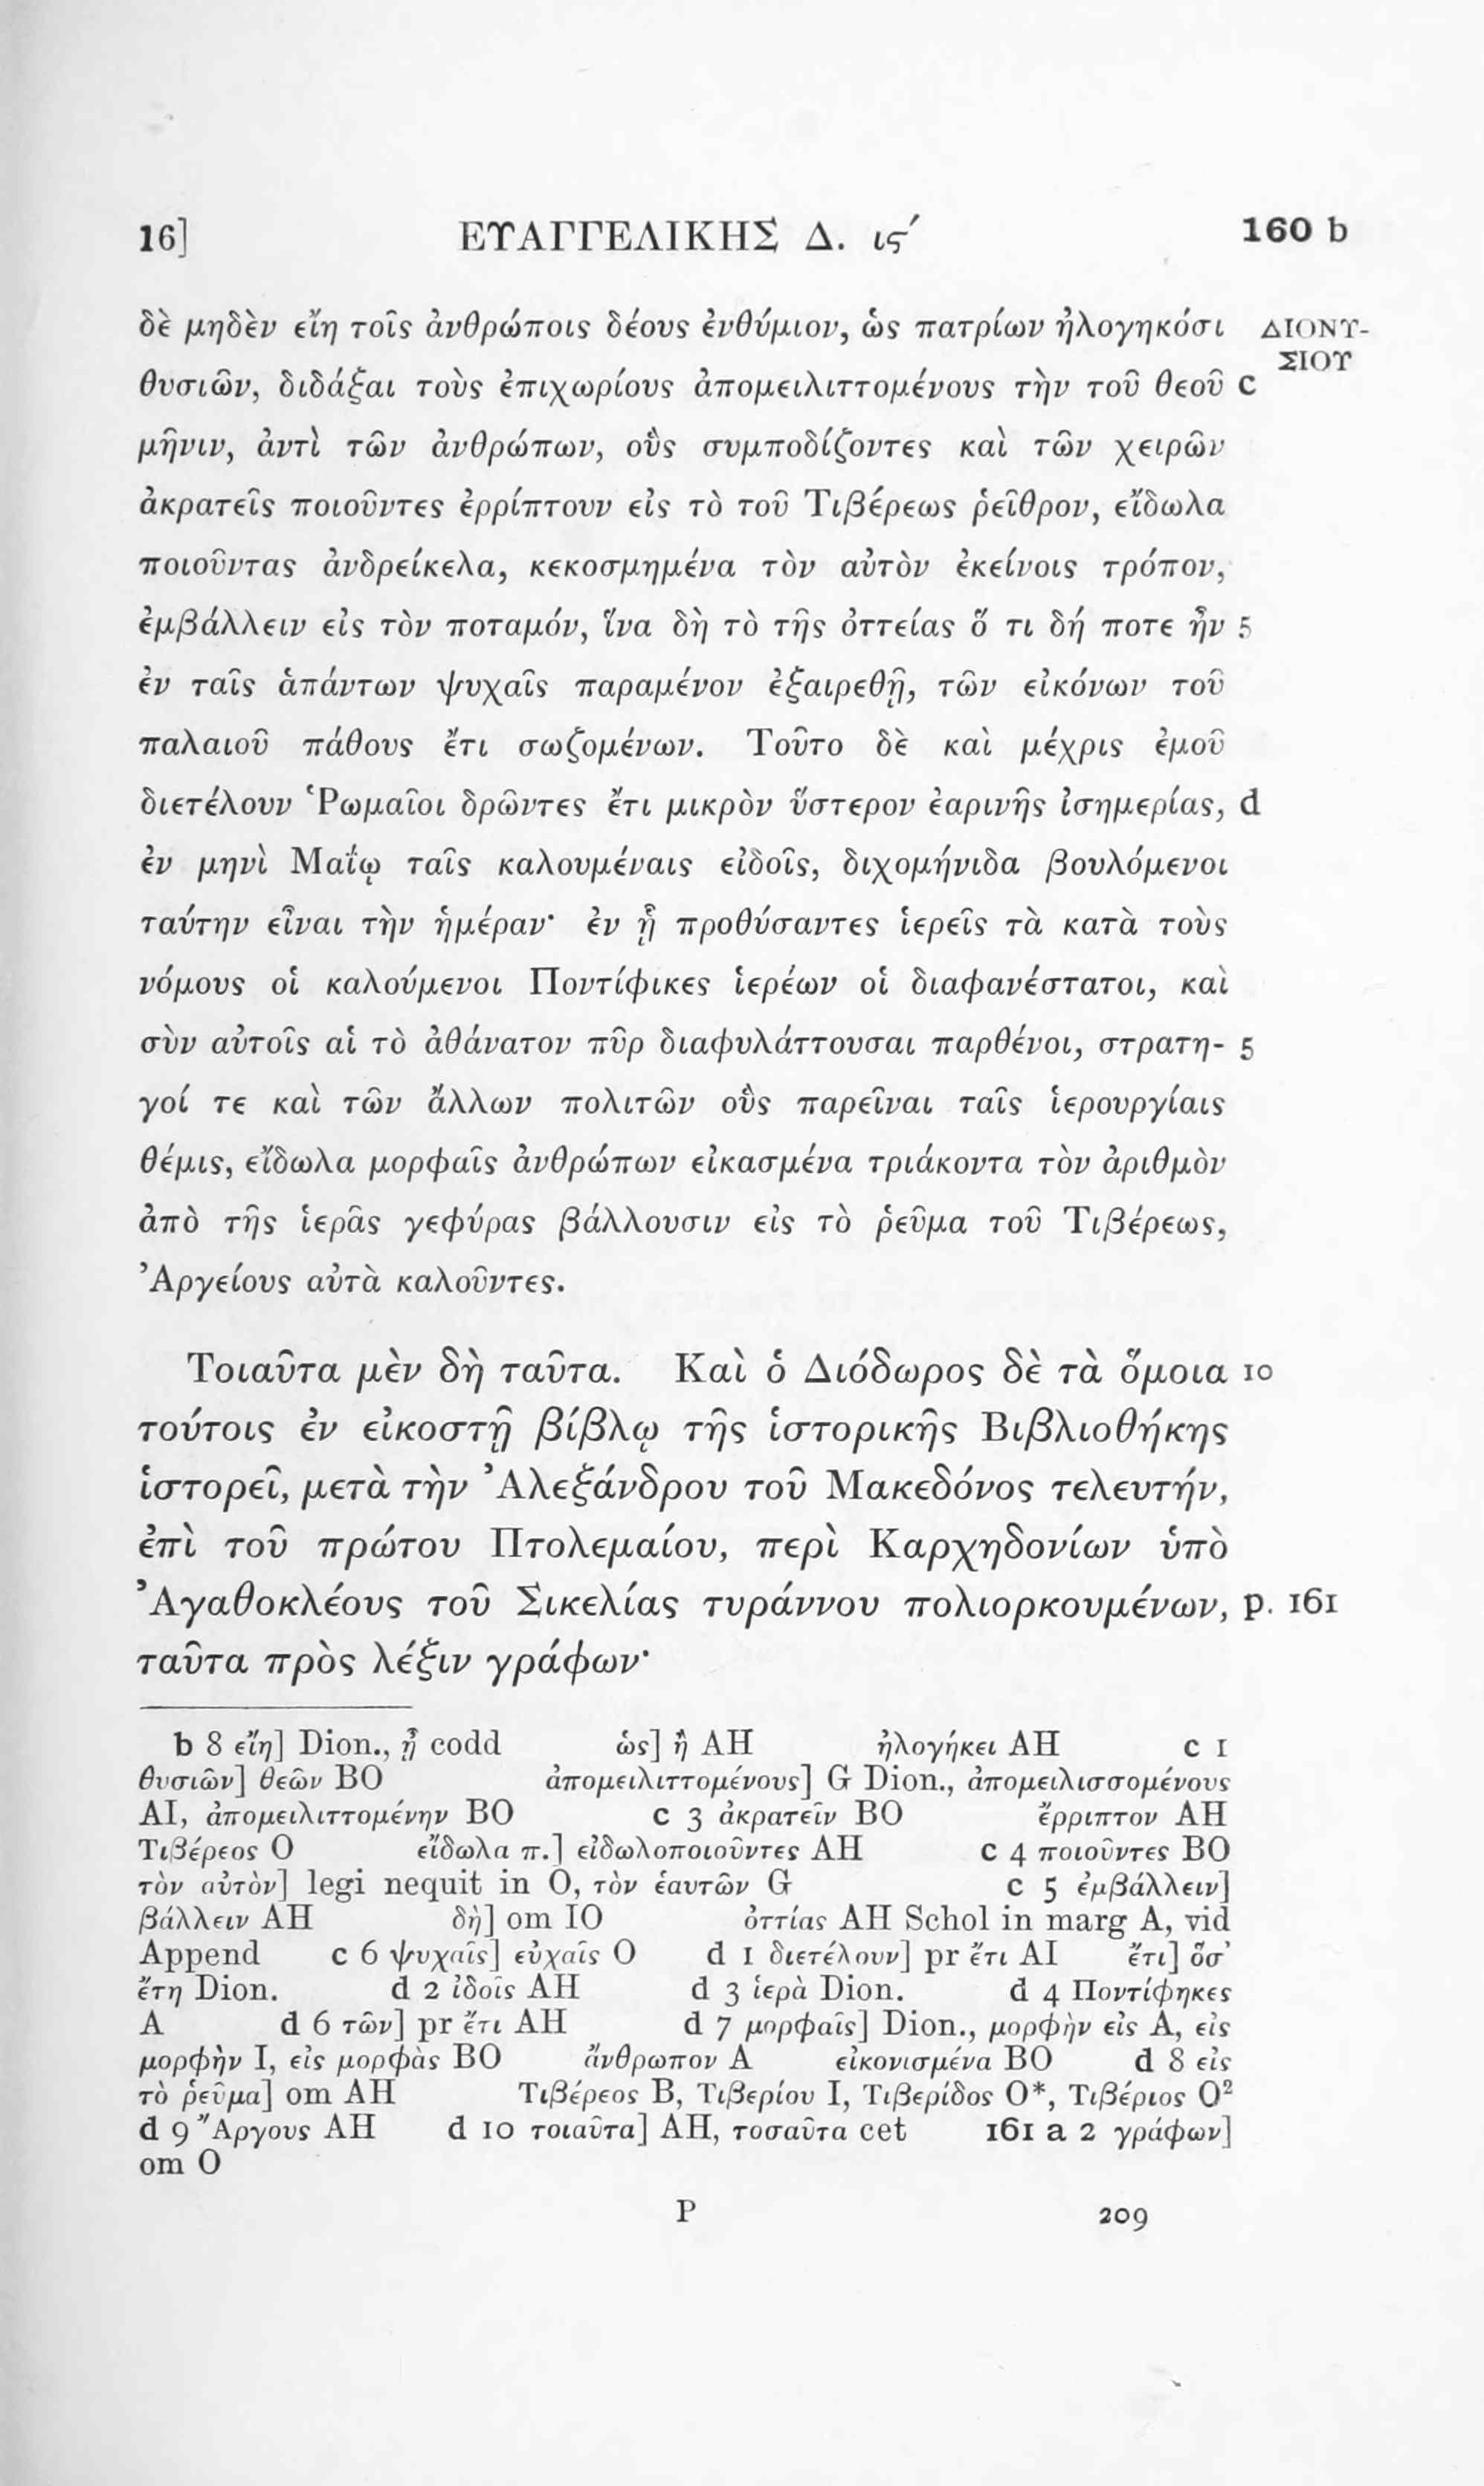 16] ΕΥΑΓΓΕΛΙΚΗΣ Δ. ις΄ 160 b
δὲ μηδὲν εἴη τοῖς ἀνθρώποις δέους ἐνθύμιον, ὡς πατρίων ἠλογηκόσι ΔΙΟΝΥ-
ΣΙΟΥ
θυσιῶν, διδάξαι τοὺς ἐπιχωρίους ἀπομειλιττομένους τὴν τοῦ θεοῦ c
μῆνιν, ἀντὶ τῶν ἀνθρώπων, οὓς συμποδίζοντες καὶ τῶν χειρῶν
ἀκρατεῖς ποιοῦντες ἐρρίπτουν εἰς τὸ τοῦ Τιβέρεως ῥεῖθρον, εἴδωλα
ποιοῦντας ἀνδρείκελα, κεκοσμημένα τὸν αὐτὸν ἐκείνοις τρόπον,
ἐμβάλλειν εἰς τὸν ποταμόν, ἵνα δὴ τὸ τῆς ὀττείας ὅ τι δή ποτε ἦν 5
ἐν ταῖς ἁπάντων ψυχαῖς παραμένον ἐξαιρεθῇ, τῶν εἰκόνων τοῦ
παλαιοῦ πάθους ἔτι σωζομένων. Τοῦτο δὲ καὶ μέχρις ἐμοῦ
διετέλουν Ῥωμαῖοι δρῶντες ἔτι μικρὸν ὕστερον ἐαρινῆς ἰσημερίας, d
ἐν μηνὶ Μαΐῳ ταῖς καλουμέναις εἰδοῖς, διχομήνιδα βουλόμενοι
ταύτην εἶναι τὴν ἡμέραν· ἐν ᾗ προθύσαντες ἱερεῖς τὰ κατὰ τοὺς
νόμους οἱ καλούμενοι Ποντίφικες ἱερέων οἱ διαφανέστατοι, καὶ
σὺν αὐτοῖς αἱ τὸ ἀθάνατον πῦρ διαφυλάττουσαι παρθένοι, στρατη- 5
γοί τε καὶ τῶν ἄλλων πολιτῶν οὓς παρεῖναι ταῖς ἱερουργίαις
θέμις, εἴδωλα μορφαῖς ἀνθρώπων εἰκασμένα τριάκοντα τὸν ἀριθμὸν
ἀπὸ τῆς ἱερᾶς γεφύρας βάλλουσιν εἰς τὸ ῥεῦμα τοῦ Τιβέρεως,
Ἀργείους αὐτὰ καλοῦντες.
Τοιαῦτα μὲν δὴ ταῦτα. Καὶ ὁ Διόδωρος δὲ τὰ ὅμοια 10
τούτοις ἐν εἰκοστῇ βίβλῳ τῆς ἱστορικῆς Βιβλιοθήκης
ἱστορεῖ, μετὰ τὴν Ἀλεξάνδρου τοῦ Μακεδόνος τελευτήν,
ἐπὶ τοῦ πρώτου Πτολεμαίου, περὶ Καρχηδονίων ὑπὸ
Ἀγαθοκλέους τοῦ Σικελίας τυράννου πολιορκουμένων, p. 161
ταῦτα πρὸς λέξιν γράφων·
b 8 εἴη] Dion., ᾖ codd ὡς] ἢ AH ἠλογήκει AH c 1
θυσιῶν] θεῶν BO ἀπομειλιττομένους] G Dion., ἀπομειλισσομένους
AI, ἀπομειλιττομένην BO c 3 ἀκρατεῖν BO ἔρριπτον AH
Τιβέρεος O εἴδωλα π.] εἰδωλοποιοῦντες AH c 4 ποιοῦντες BO
τὸν αὐτὸν] legi nequit in O, τὸν ἑαυτῶν G c 5 ἐμβάλλειν]
βάλλειν AH δὴ] om IO ὀττίας AH Schol in marg A, vid
Append c 6 ψυχαῖς] εὐχαῖς O d 1 διετέλουν] pr ἔτι AI ἔτι] ὅσ᾽
ἔτη Dion. d 2 ἰδοῖς AH d 3 ἱερὰ Dion. d 4 Ποντίφηκες
A d 6 τῶν] pr ἔτι AH d 7 μορφαῖς] Dion., μορφὴν εἰς A, εἰς
μορφὴν I, εἰς μορφὰς BO ἄνθρωπον A εἰκονισμένα BO d 8 εἰς
τὸ ῥεῦμα] om AH Τιβέρεος B, Τιβερίου I, Τιβερίδος O*, Τιβέριος O²
d 9 Ἄργους AH d 10 τοιαῦτα] AH, τοσαῦτα cet 161 a 2 γράφων]
om O
P 209